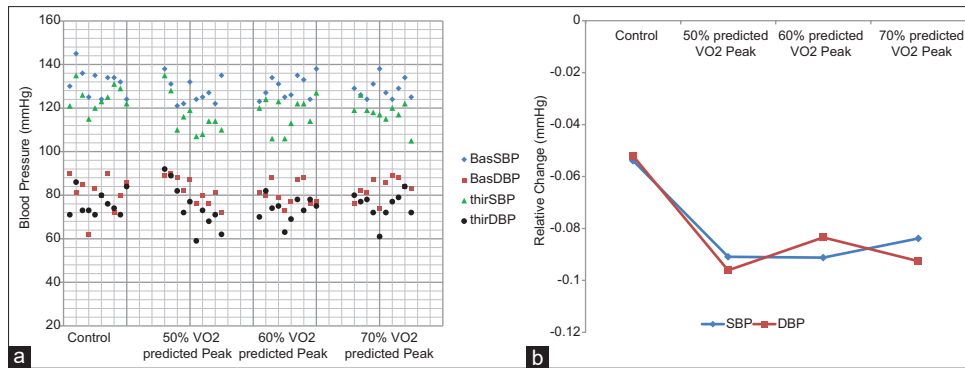 160
140
120
100
80
60
40
20
Blood Pressure (mmHg)
Control
50% VO2
predicted Peak
60% VO2
predicted Peak
70% VO2
predicted Peak
BasSBP
BasDBP
thirSBP
thirDBP
a
0
-0.02
-0.04
-0.06
-0.08
-0.1
-0.12
Relative Change (mmHg)
Control
50% predicted
VO2 Peak
60% predicted
VO2 Peak
70% predicted
VO2 Peak
SBP
DBP
b